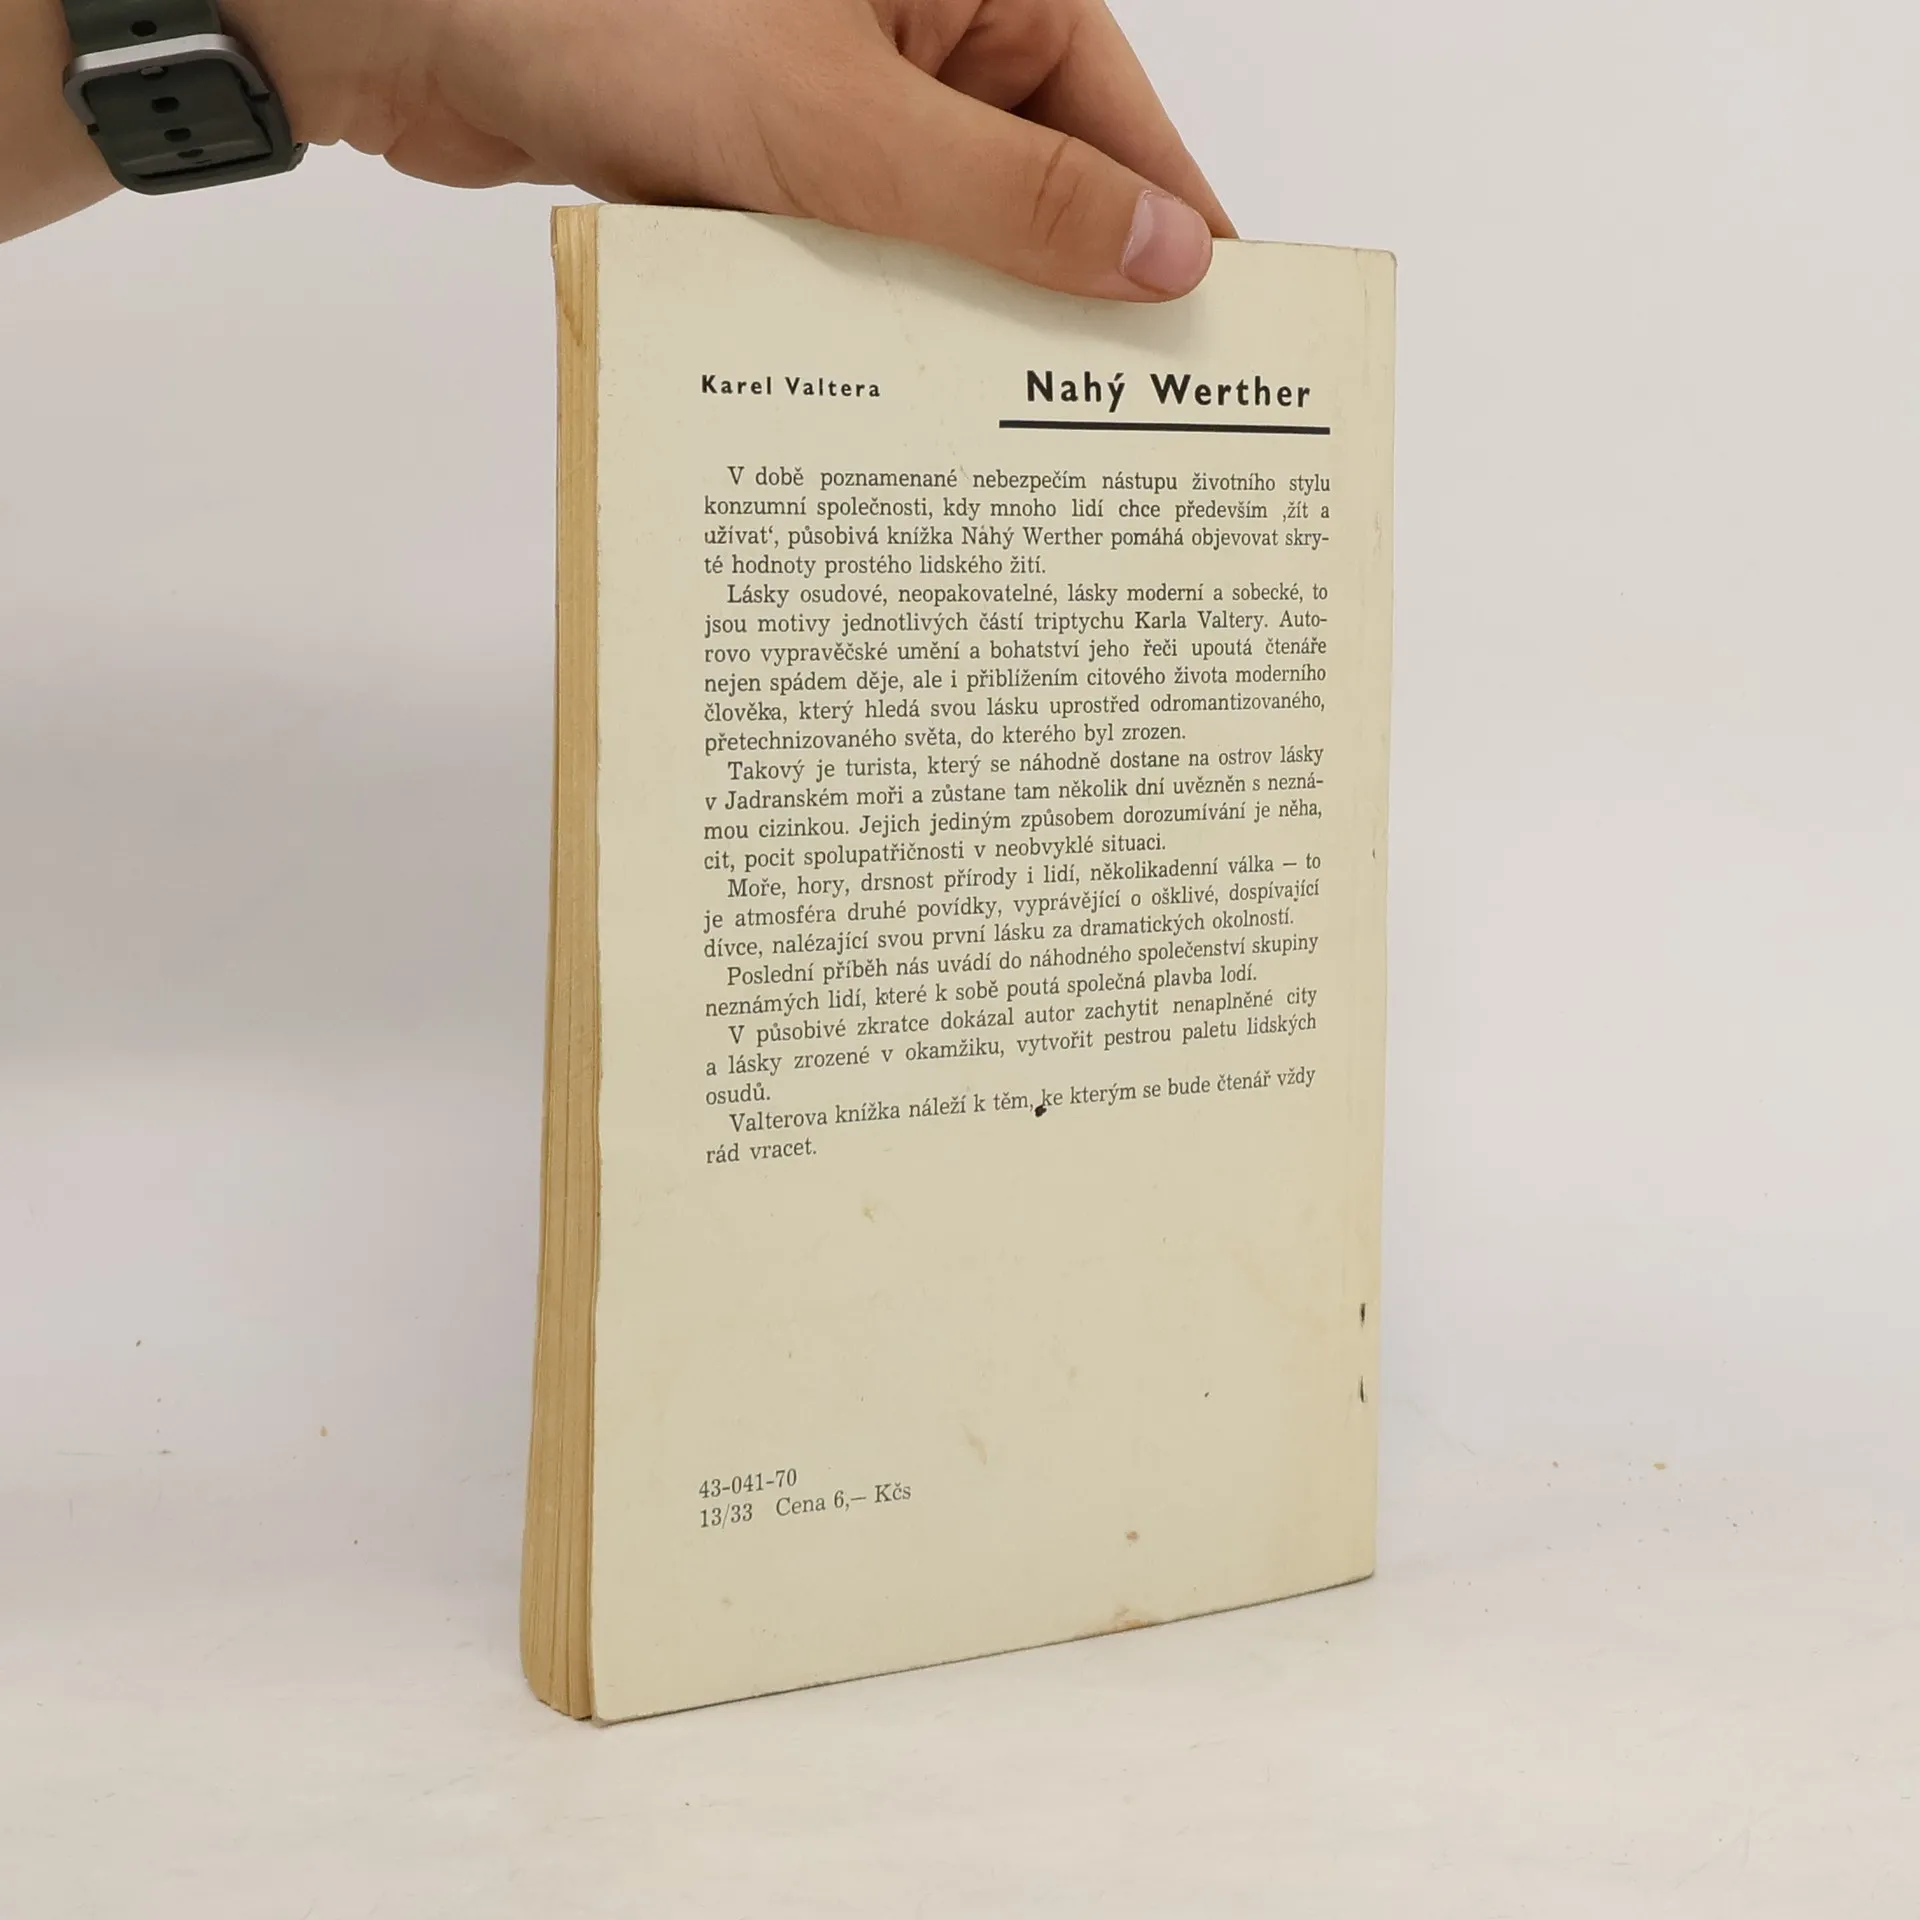 Karel Valtera
Nahý Werther
V době poznamenané nebezpečím nástupu životního stylu
konzumní společnosti, kdy mnoho lidí chce především ‚žít a
užívat‘, působivá knížka Nahý Werther pomáhá objevovat skry-
té hodnoty prostého lidského žití.
Lásky osudové, neopakovatelné, lásky moderní a sobecké, to
jsou motivy jednotlivých částí triptychu Karla Valtery. Auto-
rovo vypravěčské umění a bohatství jeho řeči upoutá čtenáře
nejen spádem děje, ale i přiblížením citového života moderního
člověka, který hledá svou lásku uprostřed odromantizovaného,
přetechnizovaného světa, do kterého byl zrozen.
Takový je turista, který se náhodně dostane na ostrov lásky
v Jadranském moři a zůstane tam několik dní uvězněn s nezná-
mou cizinkou. Jejich jediným způsobem dorozumívání je něha,
cit, pocit spolupatřičnosti v neobvyklé situaci.
Moře, hory, drsnost přírody i lidí, několikadenní válka — to
je atmosféra druhé povídky, vyprávějící o ošklivé, dospívající
dívce, nalézající svou první lásku za dramatických okolností.
Poslední příběh nás uvádí do náhodného společenství skupiny
neznámých lidí, které k sobě poutá společná plavba lodí.
V působivé zkratce dokázal autor zachytit nenaplněné city
a lásky zrozené v okamžiku, vytvořit pestrou paletu lidských
osudů.
Valterova knížka náleží k těm, ke kterým se bude čtenář vždy
rád vracet.
43-041-70
13/33 Cena 6,— Kčs